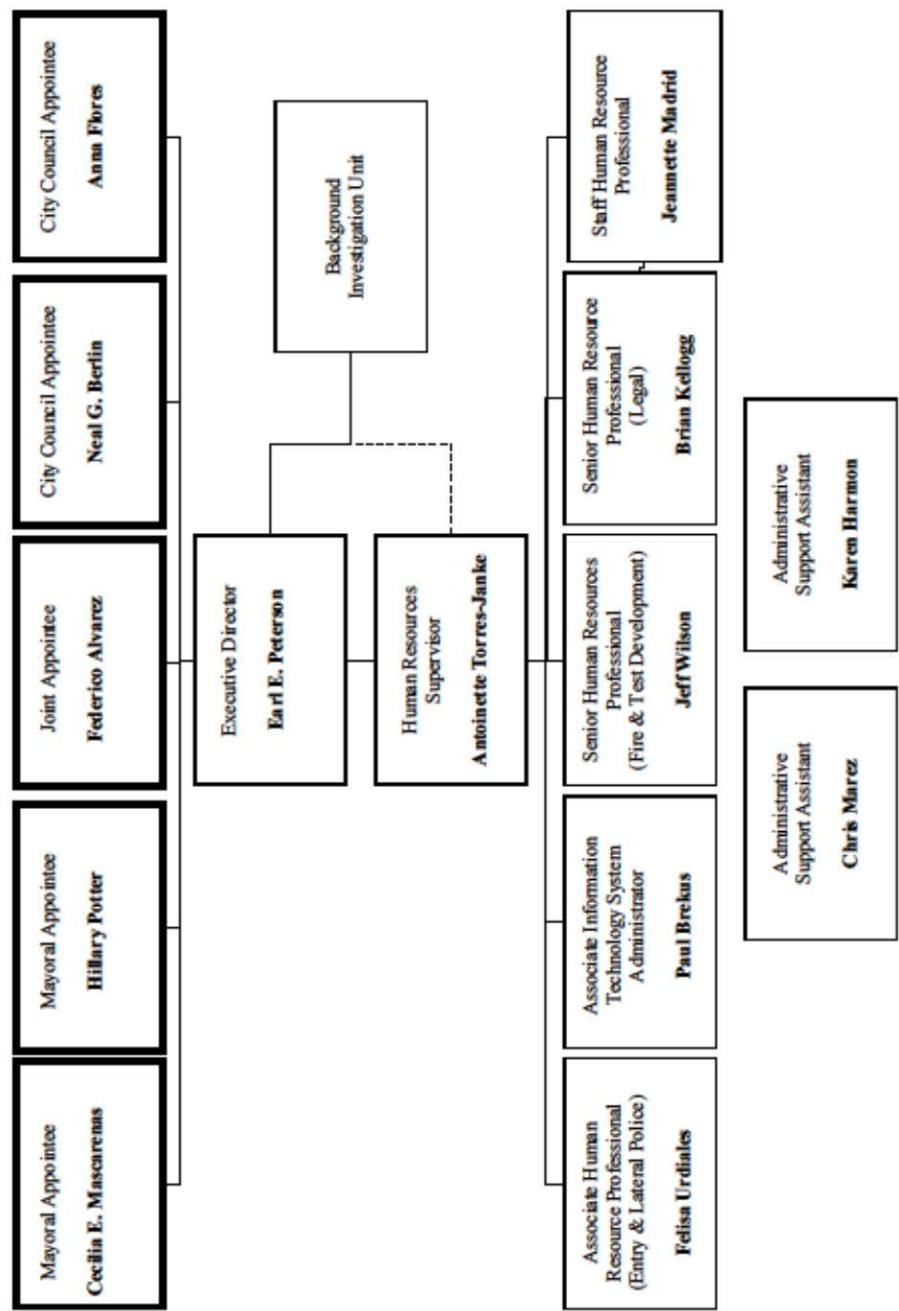 Mayoral Appointee
Cecilia E. Mascarenas
Mayoral Appointee
Hillary Potter
Joint Appointee
Federico Alvarez
City Council Appointee
Neal G. Berlin
City Council Appointee
Anna Flores
Executive Director
Earl E. Peterson
Background
Investigation Unit
Human Resources
Supervisor
Antoinette Torres-Janke
Associate Human
Resource Professional
(Entry & Lateral Police)
Felisa Urdiales
Associate Information
Technology System
Administrator
Paul Brekus
Senior Human Resources
Professional
(Fire & Test Development)
Jeff Wilson
Senior Human Resource
Professional
(Legal)
Brian Kellogg
Staff Human Resource
Professional
Jeannette Madrid
Administrative
Support Assistant
Chris Marez
Administrative
Support Assistant
Karen Harmon